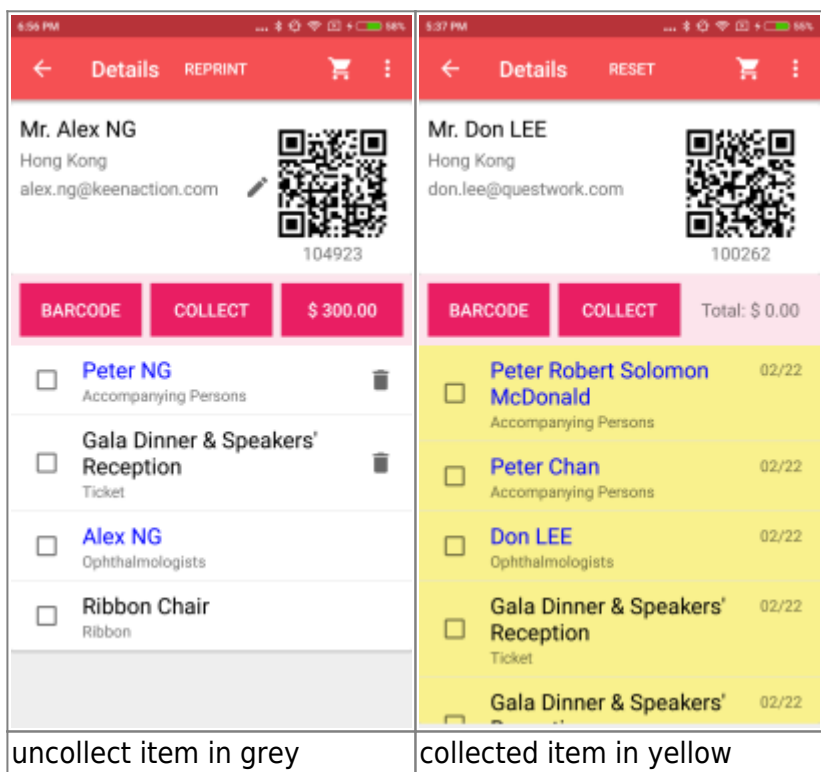 6:56 PM
58%
Details REPRINT
Mr. Alex NG
Hong Kong
alex.ng@keenaction.com
104923
BARCODE COLLECT $ 300.00
Peter NG
Accompanying Persons
Gala Dinner & Speakers'
Reception
Ticket
Alex NG
Ophthalmologists
Ribbon Chair
Ribbon
uncollect item in grey
5:37 PM
55%
Details RESET
Mr. Don LEE
Hong Kong
don.lee@questwork.com
100262
BARCODE COLLECT Total: $ 0.00
Peter Robert Solomon 02/22
McDonald
Accompanying Persons
Peter Chan 02/22
Accompanying Persons
Don LEE 02/22
Ophthalmologists
Gala Dinner & Speakers' 02/22
Reception
Ticket
Gala Dinner & Speakers' 02/22
collected item in yellow